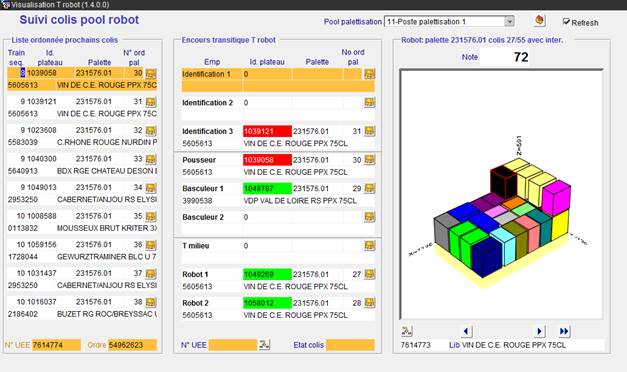 Visualisation T robot (1.4.0.0)
Suivi colis pool robot
Pool palettisation 11-Poste palettisation 1 Refresh
Liste ordonnée prochains colis
Train seq. Id. plateau Palette N° ord pal
8 1039058 231576.01 30
5605613 VIN DE C.E. ROUGE PPX 75CL
9 1039121 231576.01 31
5605613 VIN DE C.E. ROUGE PPX 75CL
9 1023608 231576.01 32
5583039 C.RHONE ROUGE NURDIN P
9 1040300 231576.01 33
5640913 BDX RGE CHATEAU DESON E
9 1049013 231576.01 34
2953250 CABERNET/ANJOU RS ELYS
10 1008588 231576.01 35
0113832 MOUSSEUX BRUT KRITER 3
10 1059156 231576.01 36
1728044 GEWURZTRAMINER BLC U 7
10 1031437 231576.01 37
2953250 CABERNET/ANJOU RS ELYS
10 1016037 231576.01 38
2186402 BUZET RG ROC/BREYSSAC
N° UEE 7614774 Ordre 54962623
Encours transitique T robot
Emp Id. plateau Palette No ord pal
Identification 1 0
Identification 2 0
Identification 3 1039121 231576.01 31
5605613 VIN DE C.E. ROUGE PPX 75CL
Pousseur 1039058 231576.01 30
5605613 VIN DE C.E. ROUGE PPX 75CL
Basculeur 1 1049787 231576.01 29
3990538 VDP VAL DE LOIRE RS PPX 75CL
Basculeur 2 0
T milieu 0
Robot 1 1049269 231576.01 27
5605613 VIN DE C.E. ROUGE PPX 75CL
Robot 2 1058012 231576.01 28
5605613 VIN DE C.E. ROUGE PPX 75CL
N° UEE Etat colis
Robot: palette 231576.01 colis 27/55 avec inter.
Note 72
Z=591
7614773 Lib VIN DE C.E. ROUGE PPX 75CL